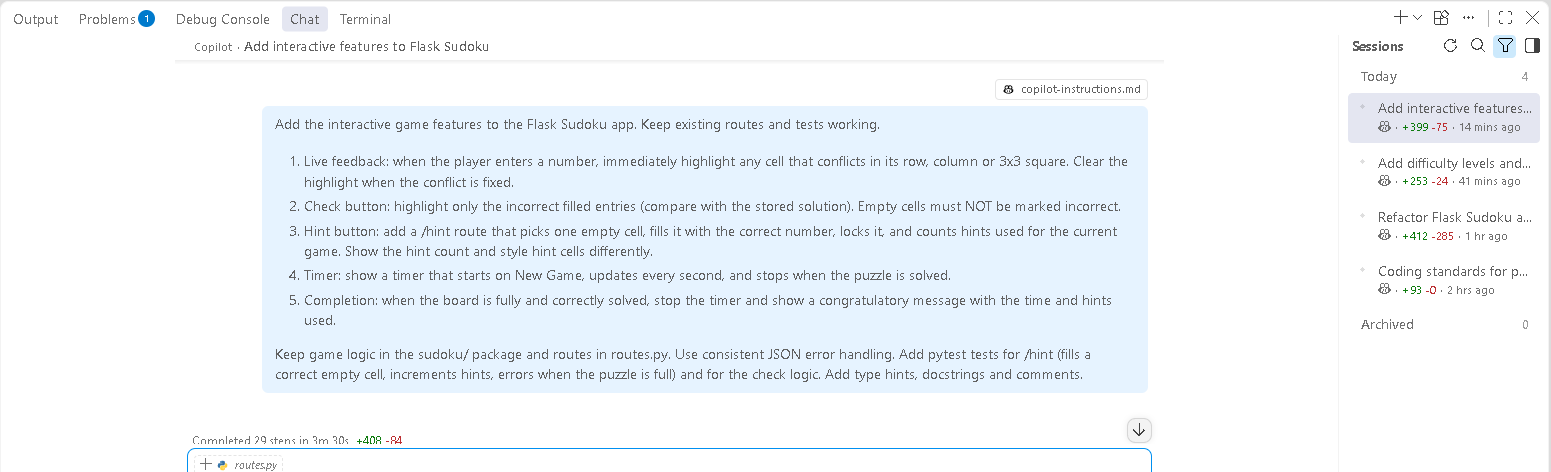 Output Problems 1 Debug Console Chat Terminal
Copilot · Add interactive features to Flask Sudoku
Sessions
copilot-instructions.md
Add the interactive game features to the Flask Sudoku app. Keep existing routes and tests working.
1. Live feedback: when the player enters a number, immediately highlight any cell that conflicts in its row, column or 3x3 square. Clear the
highlight when the conflict is fixed.
2. Check button: highlight only the incorrect filled entries (compare with the stored solution). Empty cells must NOT be marked incorrect.
3. Hint button: add a /hint route that picks one empty cell, fills it with the correct number, locks it, and counts hints used for the current
game. Show the hint count and style hint cells differently.
4. Timer: show a timer that starts on New Game, updates every second, and stops when the puzzle is solved.
5. Completion: when the board is fully and correctly solved, stop the timer and show a congratulatory message with the time and hints
used.
Keep game logic in the sudoku/ package and routes in routes.py. Use consistent JSON error handling. Add pytest tests for /hint (fills a
correct empty cell, increments hints, errors when the puzzle is full) and for the check logic. Add type hints, docstrings and comments.
Completed 29 steps in 3m 30s +408 -84
routes.py
Today 4
Add interactive features...
+399 -75 · 14 mins ago
Add difficulty levels and...
+253 -24 · 41 mins ago
Refactor Flask Sudoku a...
+412 -285 · 1 hr ago
Coding standards for p...
+93 -0 · 2 hrs ago
Archived 0